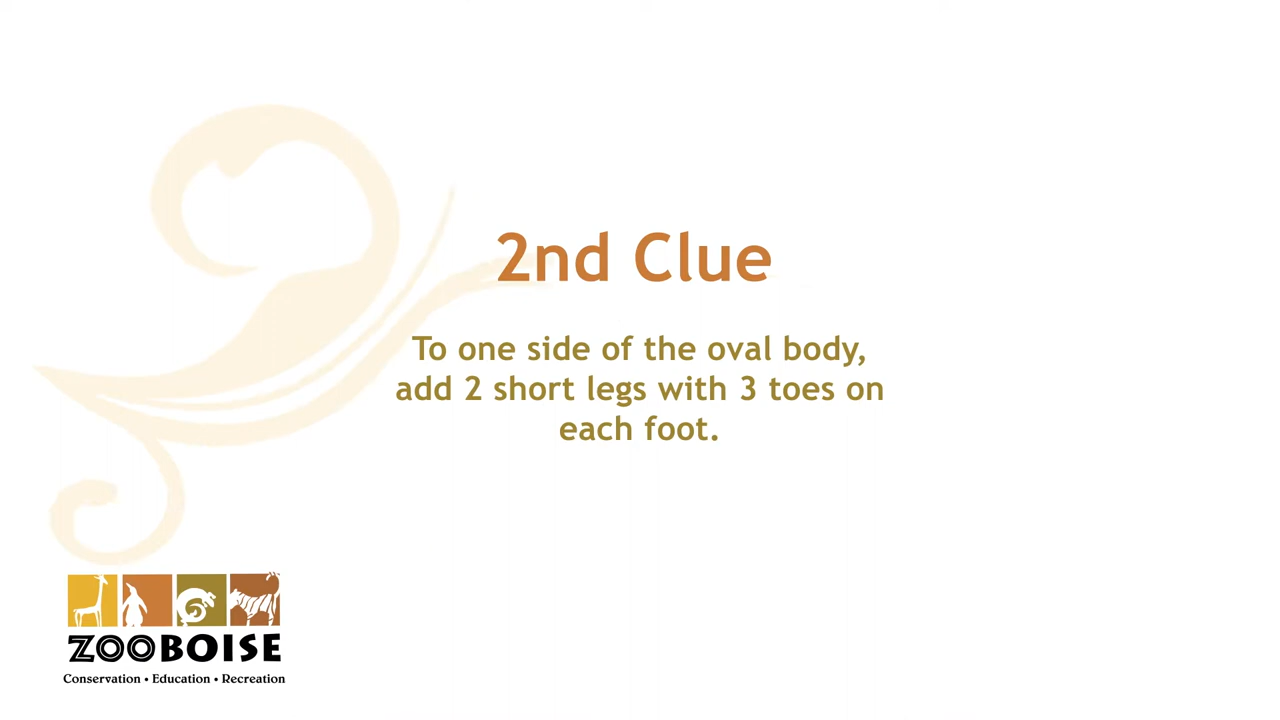 2nd Clue
To one side of the oval body,
add 2 short legs with 3 toes on
each foot.
ZOOBOISE
Conservation • Education • Recreation